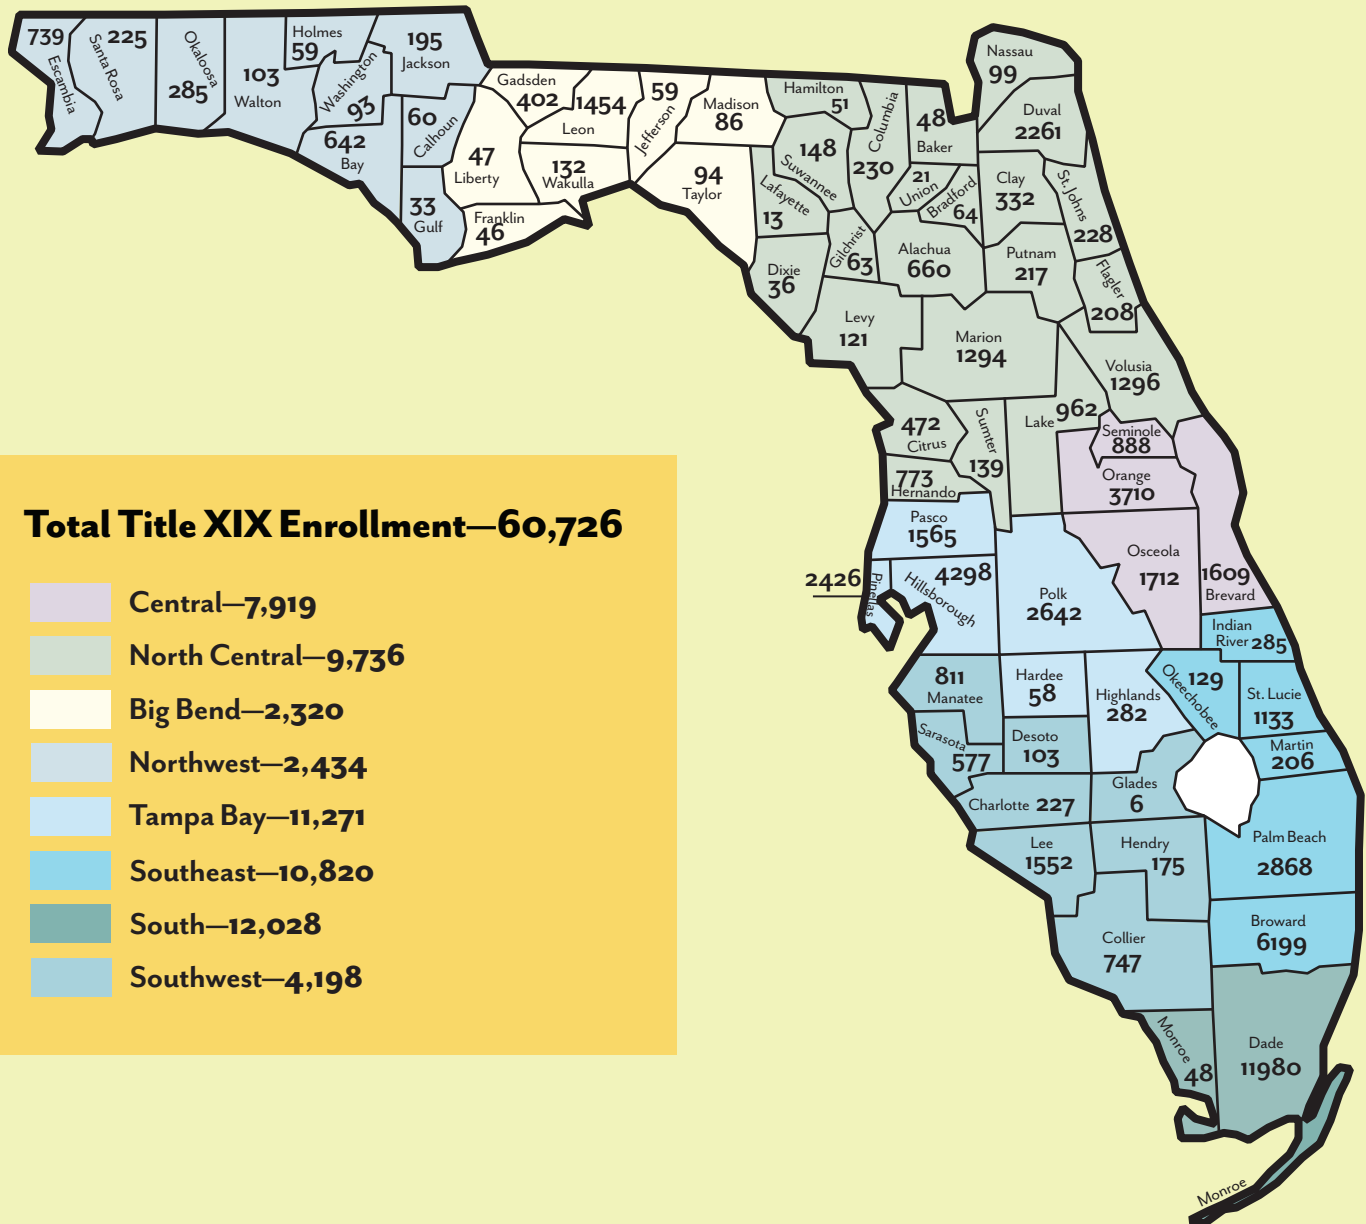 739
Escambia
Santa Rosa
225
Okaloosa
285
103
Walton
Holmes
59
Washington
93
195
Jackson
642
Bay
60
Calhoun
33
Gulf
Gadsden
402
47
Liberty
Franklin
46
1454
Leon
132
Wakulla
59
Jefferson
Madison
86
94
Taylor
Hamilton
51
148
Suwannee
Lafayette
13
Dixie
36
Columbia
230
48
Baker
21
Union
Bradford
64
Gilchrist
63
Alachua
660
Nassau
99
Duval
2261
Clay
332
St. Johns
228
Putnam
217
Flagler
208
Levy
121
Marion
1294
Volusia
1296
472
Citrus
Sumter
139
Lake 962
773
Hernando
Seminole
888
Orange
3710
Pasco
1565
Osceola
1712
1609
Brevard
2426
Pinellas
Hillsborough
4298
Polk
2642
Indian
River 285
811
Manatee
Hardee
58
Highlands
282
Okeechobee
129
St. Lucie
1133
Sarasota
577
Desoto
103
Martin
206
Charlotte 227
Glades
6
Lee
1552
Hendry
175
Palm Beach
2868
Collier
747
Broward
6199
Monroe
48
Dade
11980
Monroe
Total Title XIX Enrollment—60,726
Central—7,919
North Central—9,736
Big Bend—2,320
Northwest—2,434
Tampa Bay—11,271
Southeast—10,820
South—12,028
Southwest—4,198